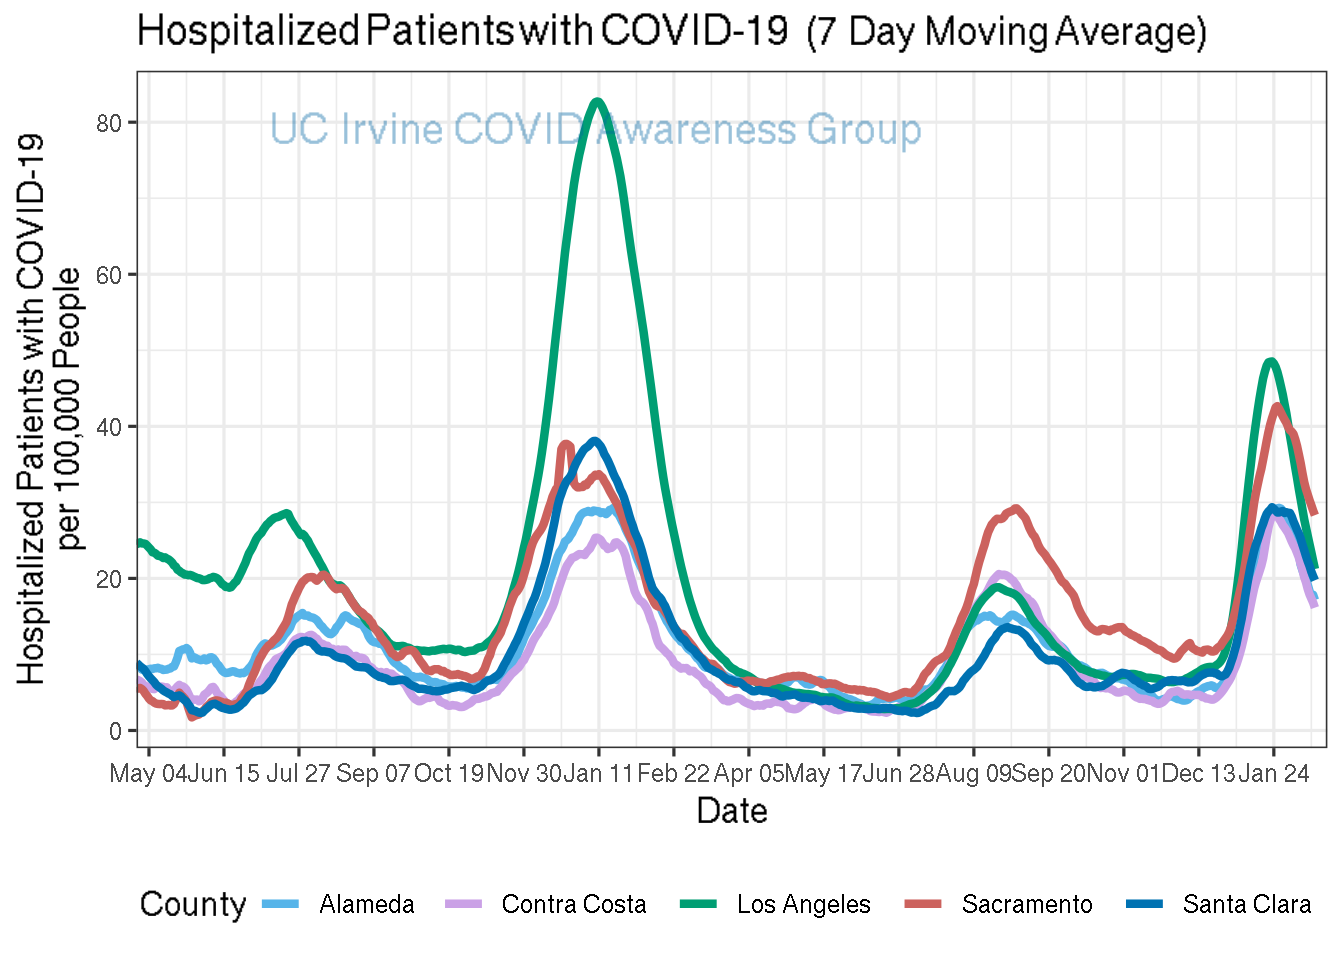 Hospitalized Patients with COVID-19 (7 Day Moving Average)
UC Irvine COVID Awareness Group
Hospitalized Patients with COVID-19
per 100,000 People
80
60
40
20
0
May 04 Jun 15 Jul 27 Sep 07 Oct 19 Nov 30 Jan 11 Feb 22 Apr 05 May 17 Jun 28 Aug 09 Sep 20 Nov 01 Dec 13 Jan 24
Date
County Alameda Contra Costa Los Angeles Sacramento Santa Clara